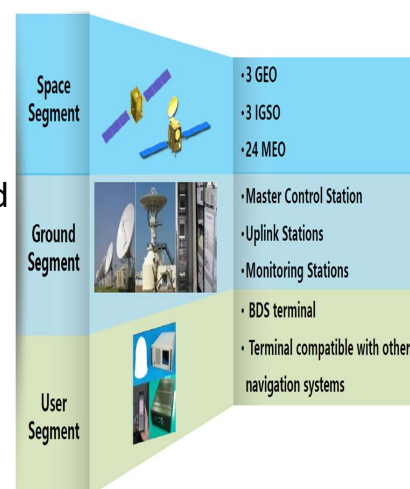 Space
Segment
·3 GEO
·3 IGSO
·24 MEO
d
Ground
Segment
·Master Control Station
·Uplink Stations
·Monitoring Stations
User
Segment
· BDS terminal
· Terminal compatible with other
navigation systems